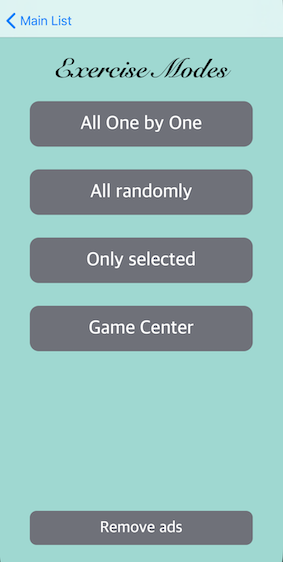 Main List
Exercise Modes
All One by One
All randomly
Only selected
Game Center
Remove ads